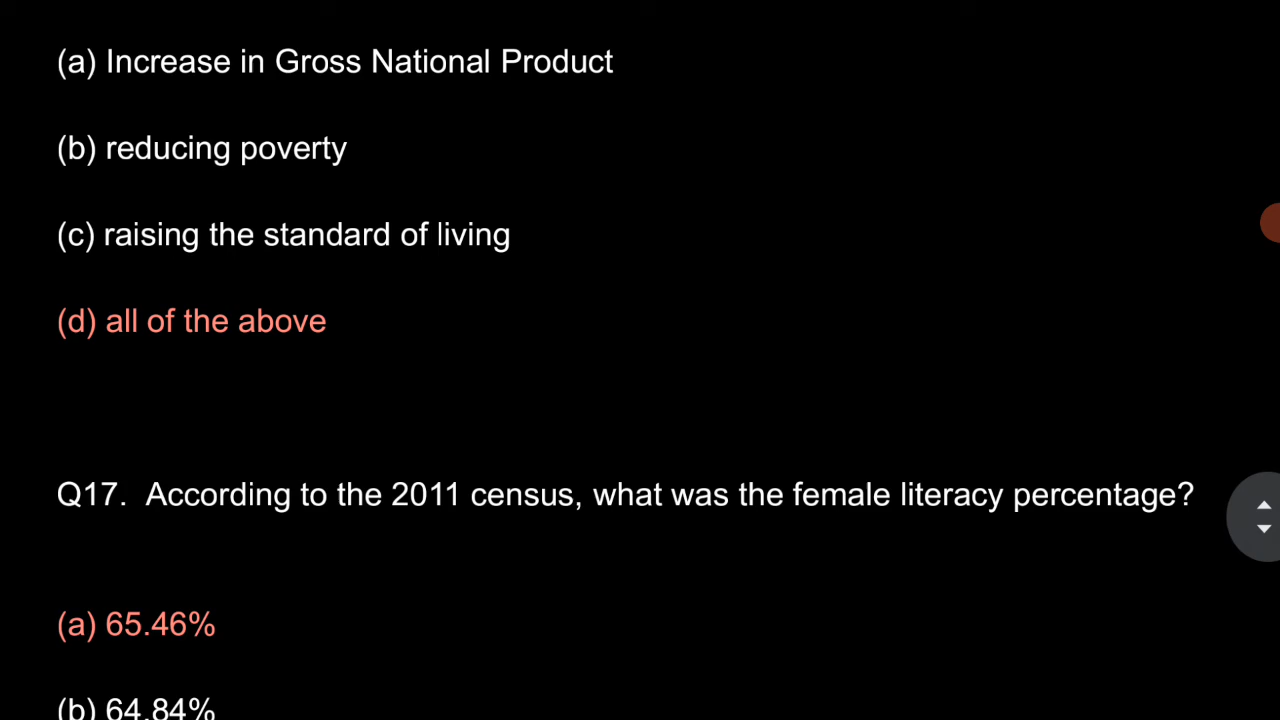 (a) Increase in Gross National Product
(b) reducing poverty
(c) raising the standard of living
(d) all of the above
Q17. According to the 2011 census, what was the female literacy percentage?
(a) 65.46%
(b) 64.84%